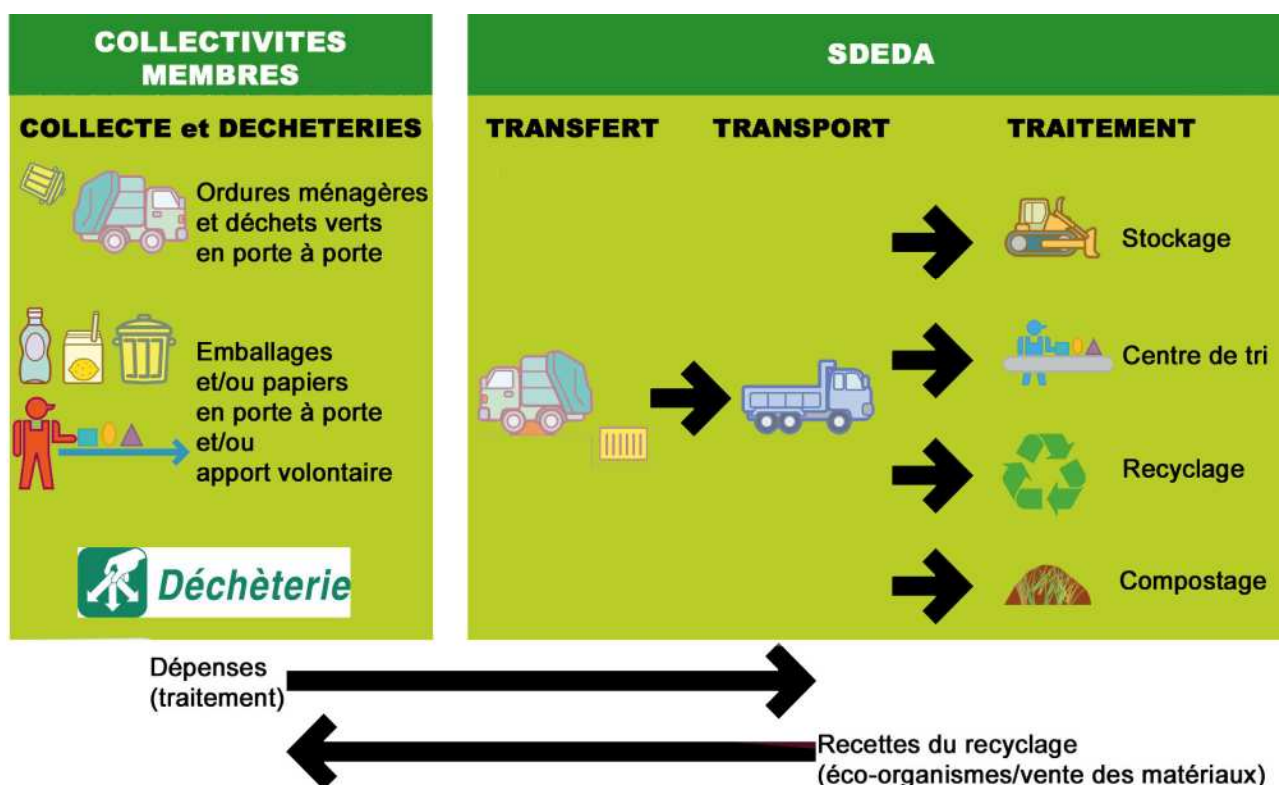 COLLECTIVITES
MEMBRES
COLLECTE et DECHETERIES
Ordures ménagères
et déchets verts
en porte à porte
Emballages
et/ou papiers
en porte à porte
et/ou
apport volontaire
Déchèterie
SDEDA
TRANSFERT
TRANSPORT
TRAITEMENT
Stockage
Centre de tri
Recyclage
Compostage
Dépenses
(traitement)
Recettes du recyclage
(éco-organismes/vente des matériaux)